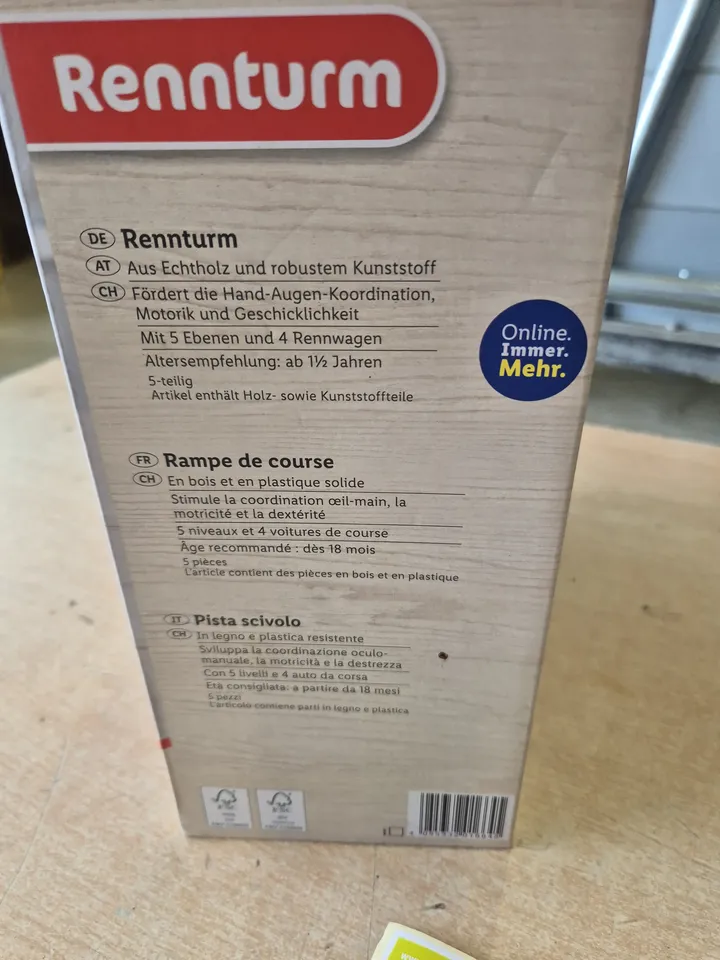 Rennturm
DE Rennturm
AT Aus Echtholz und robustem Kunststoff
CH Fördert die Hand-Augen-Koordination,
Motorik und Geschicklichkeit
Mit 5 Ebenen und 4 Rennwagen
Altersempfehlung: ab 1½ Jahren
5-teilig
Artikel enthält Holz- sowie Kunststoffteile
Online.
Immer.
Mehr.
FR Rampe de course
CH En bois et en plastique solide
Stimule la coordination œil-main, la
motricité et la dextérité
5 niveaux et 4 voitures de course
Âge recommandé : dès 18 mois
5 pièces
L'article contient des pièces en bois et en plastique
IT Pista scivolo
CH In legno e plastica resistente
Sviluppa la coordinazione oculo-
manuale, la motricità e la destrezza
Con 5 livelli e 4 auto da corsa
Età consigliata: a partire da 18 mesi
5 pezzi
L'articolo contiene parti in legno e plastica
FSC
FSC